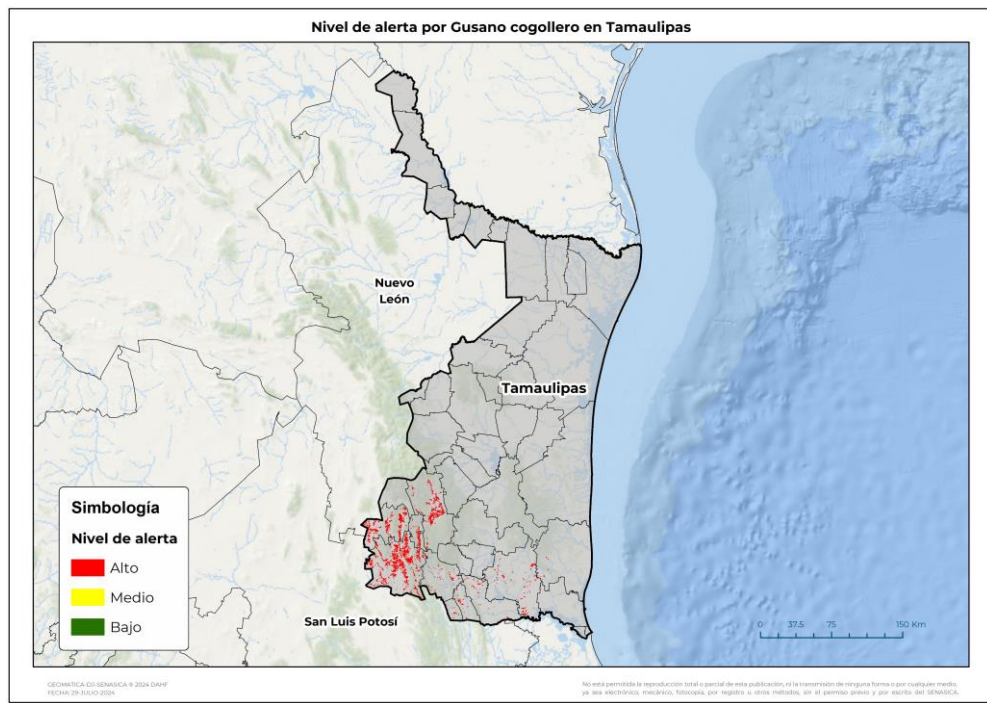 Nivel de alerta por Gusano cogollero en Tamaulipas
Nuevo
León
Tamaulipas
San Luis Potosí
Simbología
Nivel de alerta
Alto
Medio
Bajo
0 37.5 75 150 Km
GEOMÁTICA-CO-SENASICA ® 2024 DAHF
FECHA: 29-JULIO-2024
No está permitida la reproducción total o parcial de esta publicación, ni la transmisión de ninguna forma o por cualquier medio,
ya sea electrónico, mecánico, fotocopia, por registro u otros métodos, sin el permiso previo y por escrito del SENASICA.